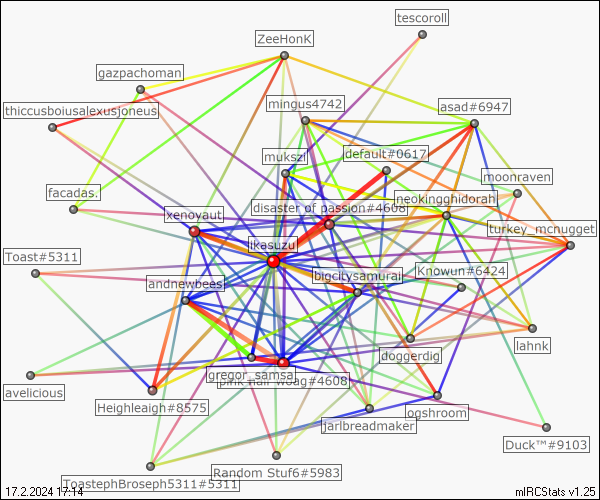 tescoroll
ZeeHonK
gazpachoman
mingus4742
asad#6947
thiccusboiusalexusjoneus
mukszi
default#0617
moonraven
facadas.
xenoyaut
disaster of passion#4608
neokingghidorah
turkey_mcnugget
ikasuzu
Toast#5311
andnewbees
bigcitysamurai
Knowun#6424
lahnk
doggerdig
gregor_samsa
pink hair woag#4608
avelicious
Heighleaigh#8575
ogshroom
jarlbreadmaker
Duck™#9103
ToastephBroseph5311#5311
Random Stuf6#5983
17.2.2024 17:14
mIRCStats v1.25